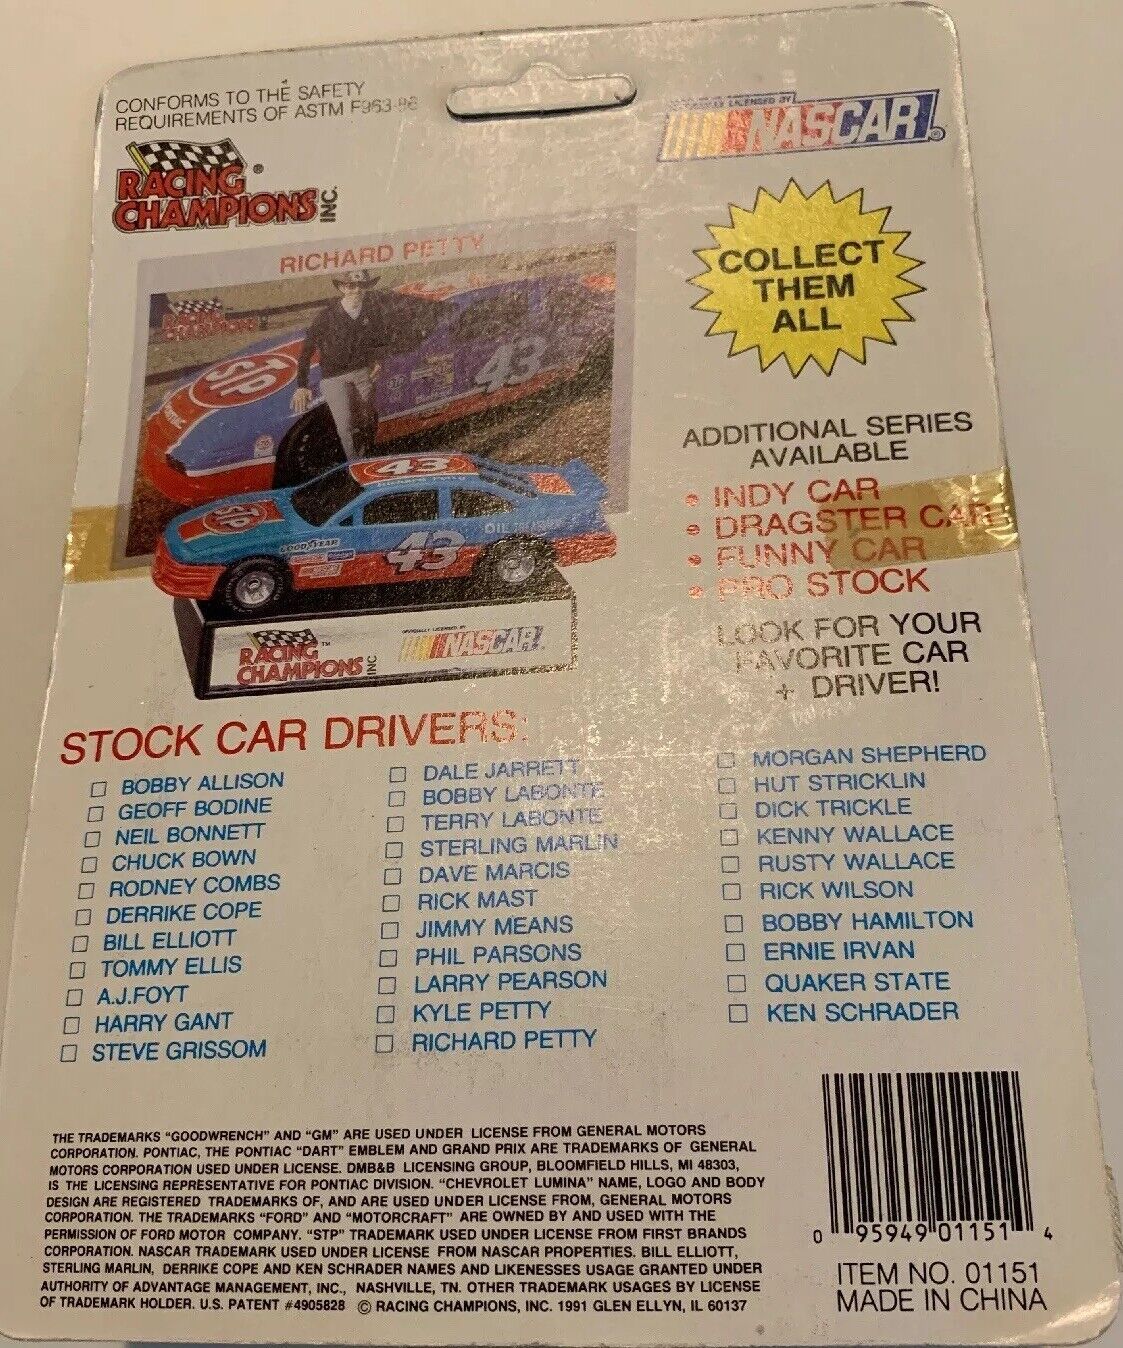 CONFORMS TO THE SAFETY
REQUIREMENTS OF ASTM F963-86
OFFICIALLY LICENSED BY
NASCAR®
RACING ®
CHAMPIONS INC.
RICHARD PETTY
RACING
CHAMPIONS
STP
43
43
STP
GOODYEAR
OIL TREATMENT
43
RACING ™
CHAMPIONS INC
OFFICIALLY LICENSED BY
NASCAR
COLLECT
THEM
ALL
ADDITIONAL SERIES
AVAILABLE
• INDY CAR
• DRAGSTER CAR
• FUNNY CAR
• PRO STOCK
LOOK FOR YOUR
FAVORITE CAR
+ DRIVER!
STOCK CAR DRIVERS:
☐ BOBBY ALLISON
☐ GEOFF BODINE
☐ NEIL BONNETT
☐ CHUCK BOWN
☐ RODNEY COMBS
☐ DERRIKE COPE
☐ BILL ELLIOTT
☐ TOMMY ELLIS
☐ A.J.FOYT
☐ HARRY GANT
☐ STEVE GRISSOM
☐ DALE JARRETT
☐ BOBBY LABONTE
☐ TERRY LABONTE
☐ STERLING MARLIN
☐ DAVE MARCIS
☐ RICK MAST
☐ JIMMY MEANS
☐ PHIL PARSONS
☐ LARRY PEARSON
☐ KYLE PETTY
☐ RICHARD PETTY
☐ MORGAN SHEPHERD
☐ HUT STRICKLIN
☐ DICK TRICKLE
☐ KENNY WALLACE
☐ RUSTY WALLACE
☐ RICK WILSON
☐ BOBBY HAMILTON
☐ ERNIE IRVAN
☐ QUAKER STATE
☐ KEN SCHRADER
THE TRADEMARKS "GOODWRENCH" AND "GM" ARE USED UNDER LICENSE FROM GENERAL MOTORS
CORPORATION. PONTIAC, THE PONTIAC "DART" EMBLEM AND GRAND PRIX ARE TRADEMARKS OF GENERAL
MOTORS CORPORATION USED UNDER LICENSE. DMB&B LICENSING GROUP, BLOOMFIELD HILLS, MI 48303,
IS THE LICENSING REPRESENTATIVE FOR PONTIAC DIVISION. "CHEVROLET LUMINA" NAME, LOGO AND BODY
DESIGN ARE REGISTERED TRADEMARKS OF, AND ARE USED UNDER LICENSE FROM, GENERAL MOTORS
CORPORATION. THE TRADEMARKS "FORD" AND "MOTORCRAFT" ARE OWNED BY AND USED WITH THE
PERMISSION OF FORD MOTOR COMPANY. "STP" TRADEMARK USED UNDER LICENSE FROM FIRST BRANDS
CORPORATION. NASCAR TRADEMARK USED UNDER LICENSE FROM NASCAR PROPERTIES. BILL ELLIOTT,
STERLING MARLIN, DERRIKE COPE AND KEN SCHRADER NAMES AND LIKENESSES USAGE GRANTED UNDER
AUTHORITY OF ADVANTAGE MANAGEMENT, INC., NASHVILLE, TN. OTHER TRADEMARK USAGES BY LICENSE
OF TRADEMARK HOLDER. U.S. PATENT #4905828 © RACING CHAMPIONS, INC. 1991 GLEN ELLYN, IL 60137
0 95949 01151 4
ITEM NO. 01151
MADE IN CHINA